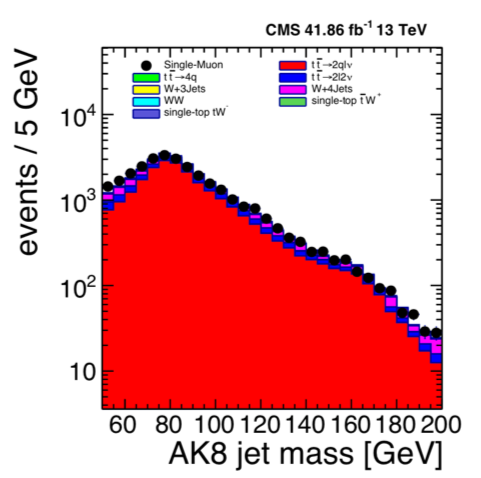 CMS 41.86 fb⁻¹ 13 TeV
Single-Muon
tt̄→2qlν
tt̄→4q
tt̄→2l2ν
W+3Jets
W+4Jets
WW
single-top t̄W⁺
single-top tW⁻
events / 5 GeV
10⁴
10³
10²
10
60 80 100 120 140 160 180 200
AK8 jet mass [GeV]